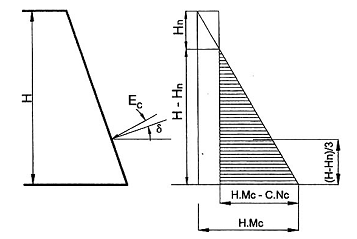 H
Ec
δ
Hn
H - Hn
(H-Hn)/3
H.Mc - C.Nc
H.Mc